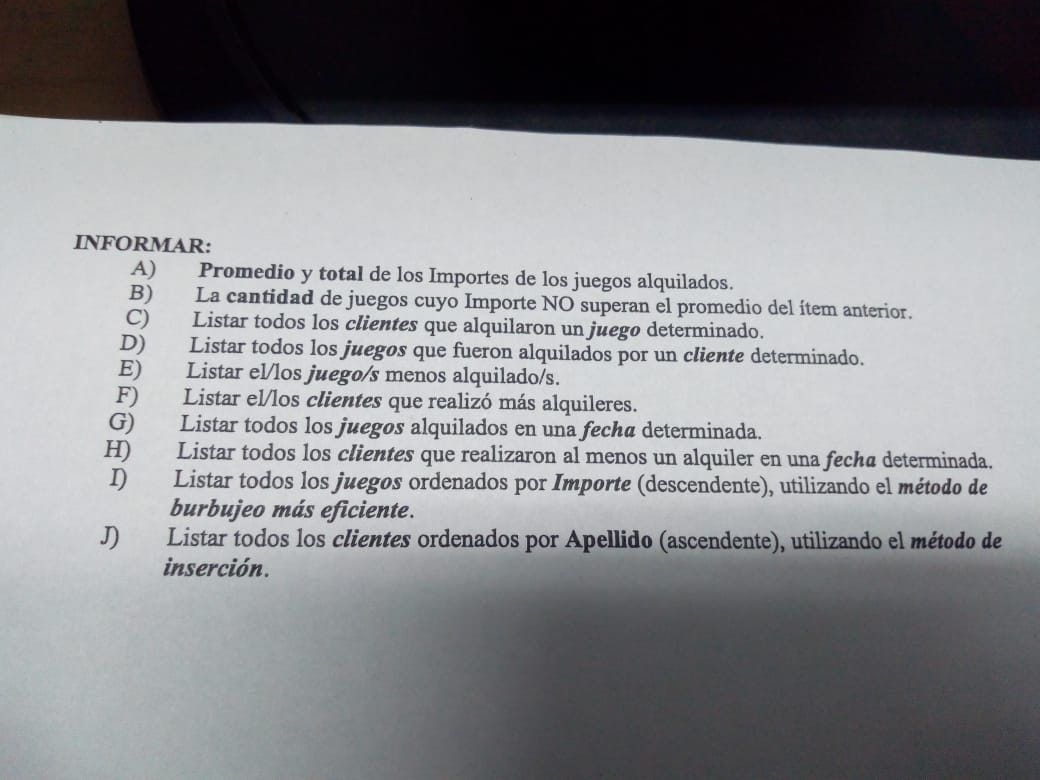 INFORMAR:
A) Promedio y total de los Importes de los juegos alquilados.
B) La cantidad de juegos cuyo Importe NO superan el promedio del ítem anterior.
C) Listar todos los clientes que alquilaron un juego determinado.
D) Listar todos los juegos que fueron alquilados por un cliente determinado.
E) Listar el/los juego/s menos alquilado/s.
F) Listar el/los clientes que realizó más alquileres.
G) Listar todos los juegos alquilados en una fecha determinada.
H) Listar todos los clientes que realizaron al menos un alquiler en una fecha determinada.
I) Listar todos los juegos ordenados por Importe (descendente), utilizando el método de
burbujeo más eficiente.
J) Listar todos los clientes ordenados por Apellido (ascendente), utilizando el método de
inserción.